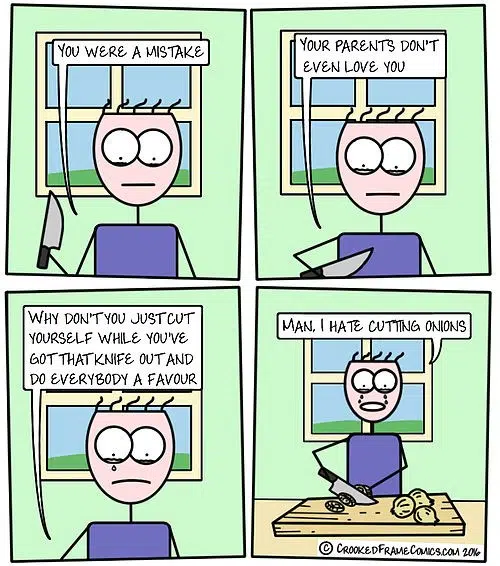 YOU WERE A MISTAKE
YOUR PARENTS DON'T
EVEN LOVE YOU
WHY DON'T YOU JUST CUT
YOURSELF WHILE YOU'VE
GOT THAT KNIFE OUT AND
DO EVERYBODY A FAVOUR
MAN, I HATE CUTTING ONIONS
© CROOKEDFRAMECOMICS.COM 2016